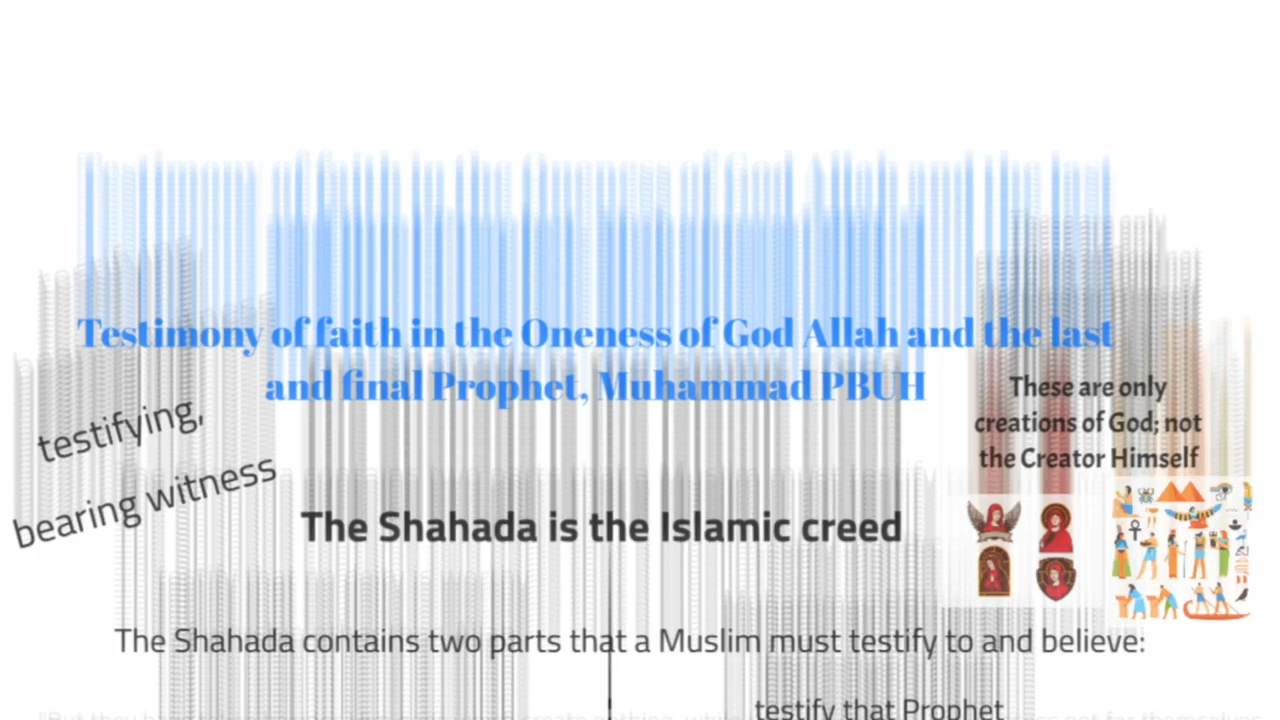 Testimony of faith in the Oneness of God Allah and the last
and final Prophet, Muhammad PBUH
These are only
creations of God; not
the Creator Himself
testifying,
bearing witness
The Shahada is the Islamic creed
The Shahada contains two parts that a Muslim must testify to and believe:
testify that Prophet